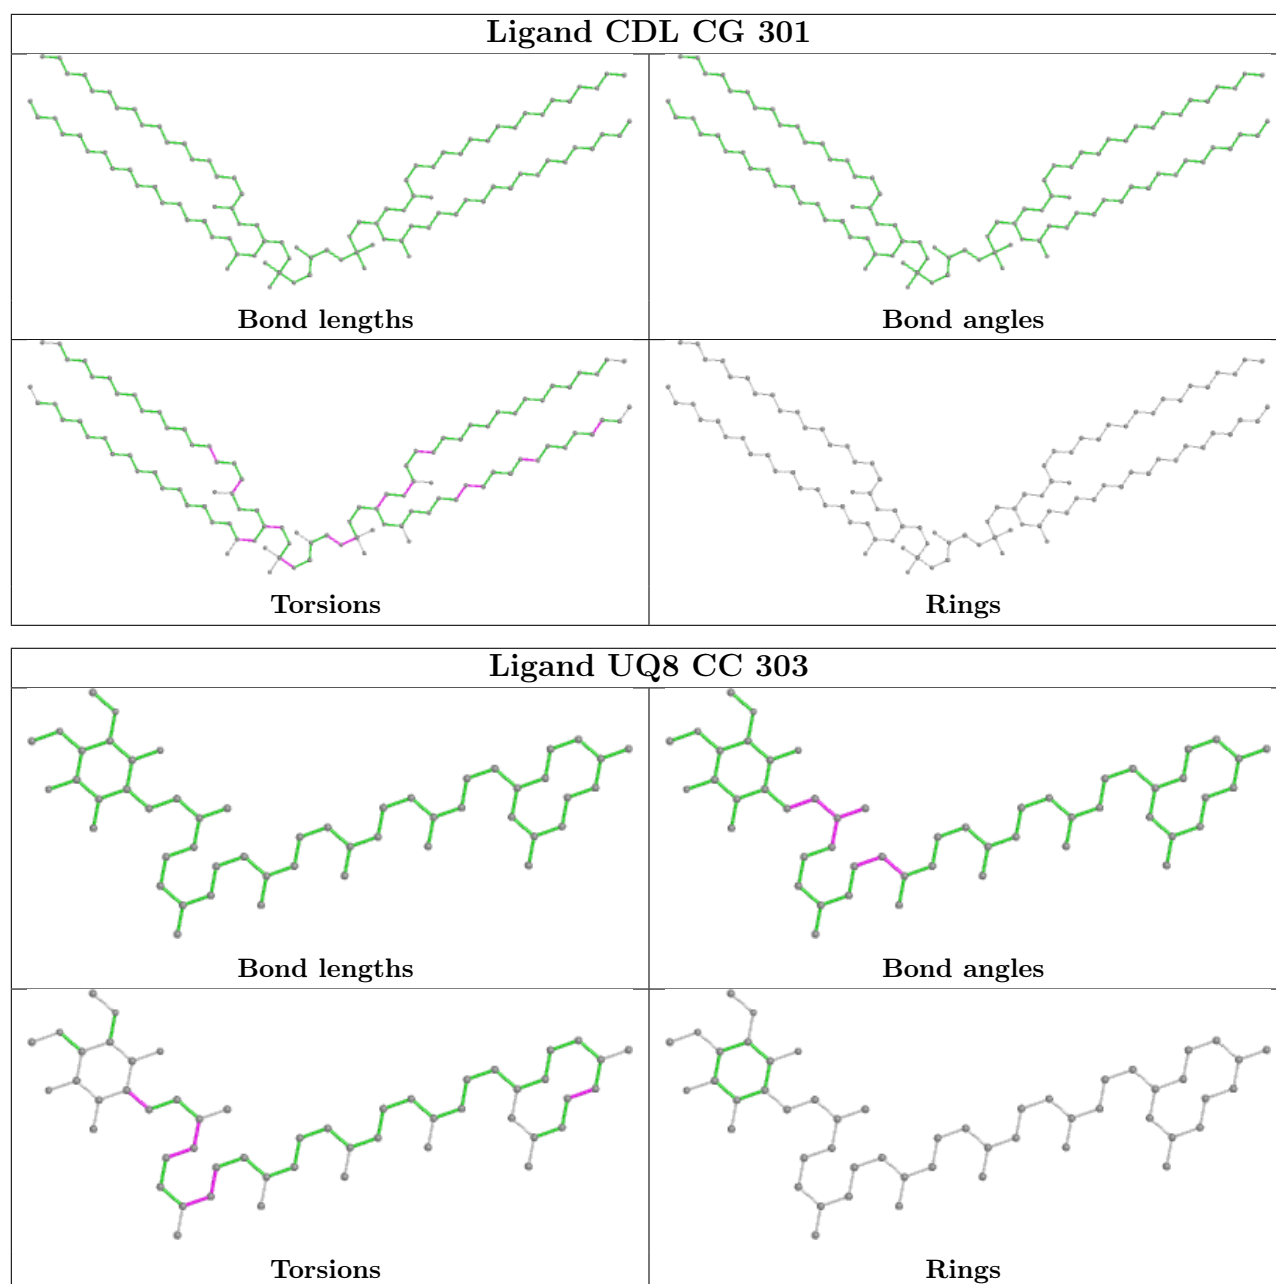 Ligand CDL CG 301
Bond lengths
Bond angles
Torsions
Rings
Ligand UQ8 CC 303
Bond lengths
Bond angles
Torsions
Rings